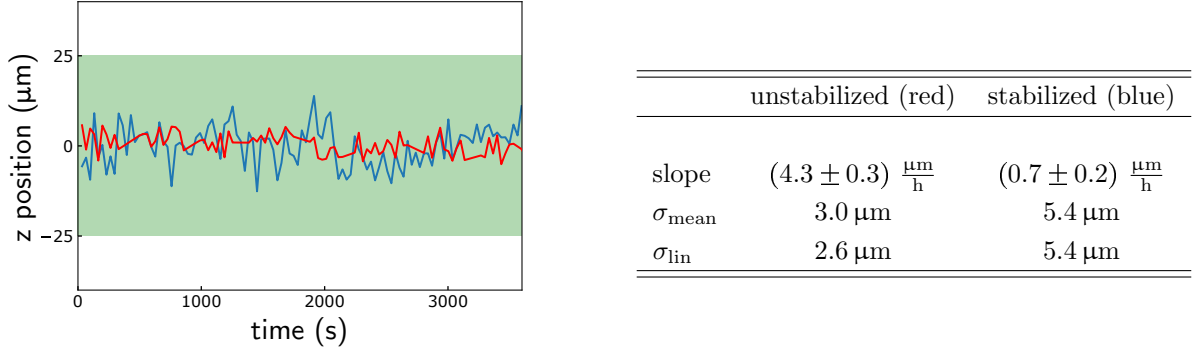 z position (µm)
25
0
−25
0 1000 2000 3000
time (s)
unstabilized (red) stabilized (blue)
slope (4.3 ± 0.3) µm/h (0.7 ± 0.2) µm/h
σmean 3.0 µm 5.4 µm
σlin 2.6 µm 5.4 µm